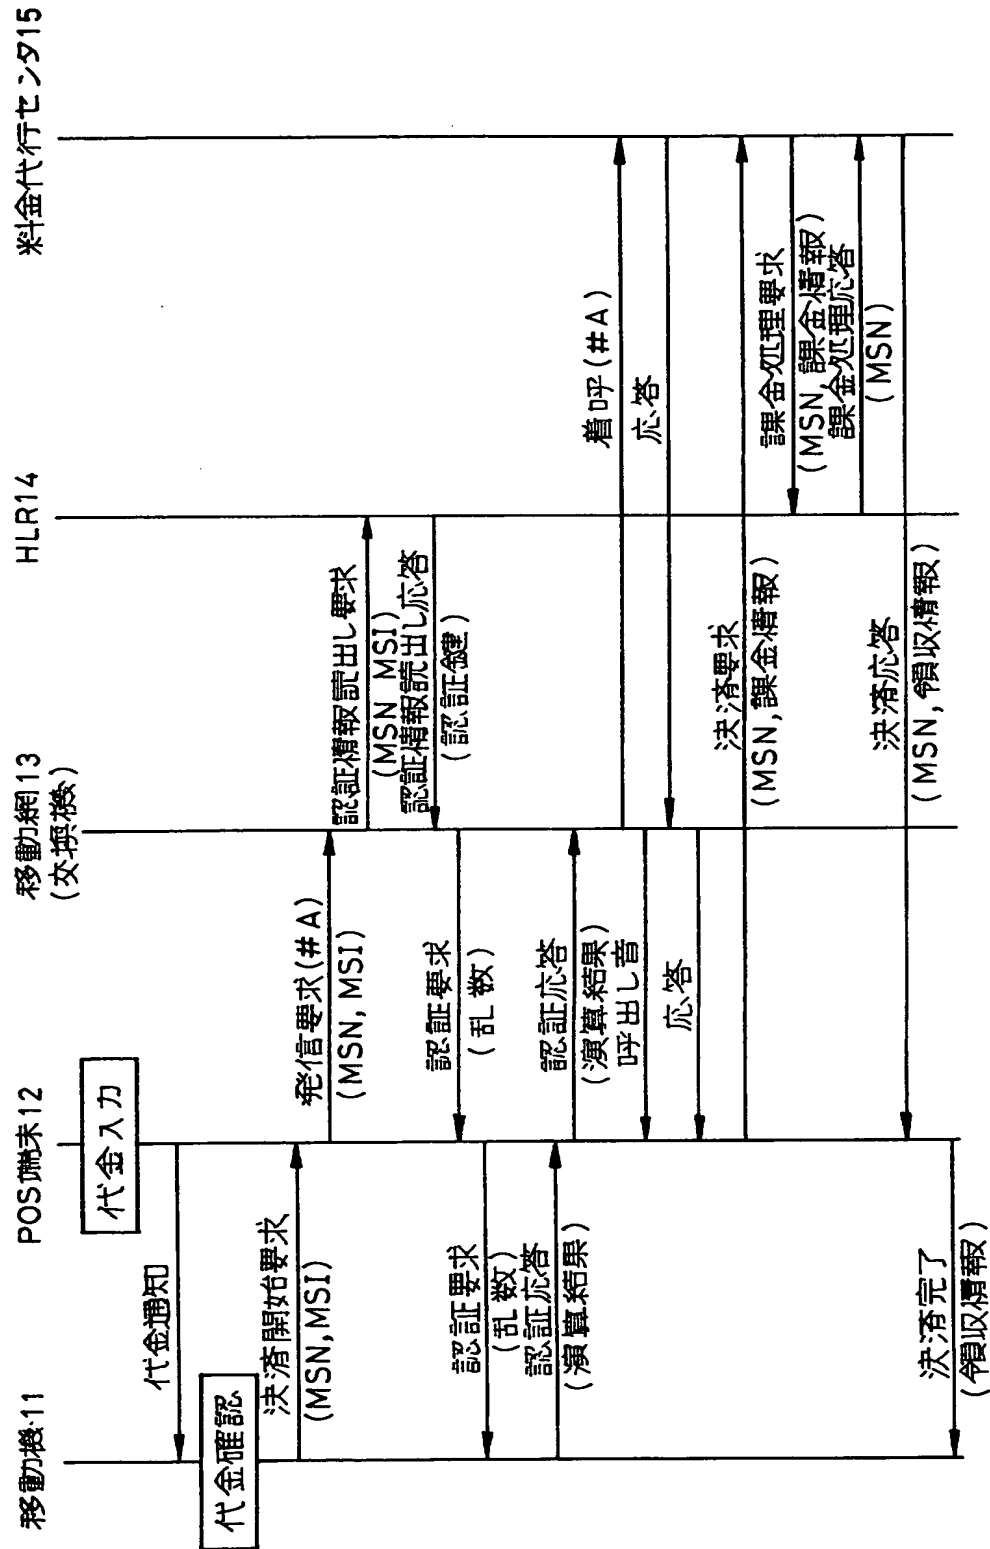 移動機11
POS端末12
移動網13
(交換機)
HLR14
料金代行センタ15
代金入力
代金通知
代金確認
決済開始要求
(MSN,MSI)
発信要求(#A)
(MSN,MSI)
認証情報読出し要求
(MSN MSI)
認証情報読出し応答
(認証鍵)
認証要求
(乱数)
認証要求
(乱数)
認証応答
(演算結果)
認証応答
(演算結果)
着呼(#A)
呼出し音
応答
応答
決済要求
(MSN,課金情報)
課金処理要求
(MSN,課金情報)
課金処理応答
(MSN)
決済応答
(MSN,領収情報)
決済完了
(領収情報)